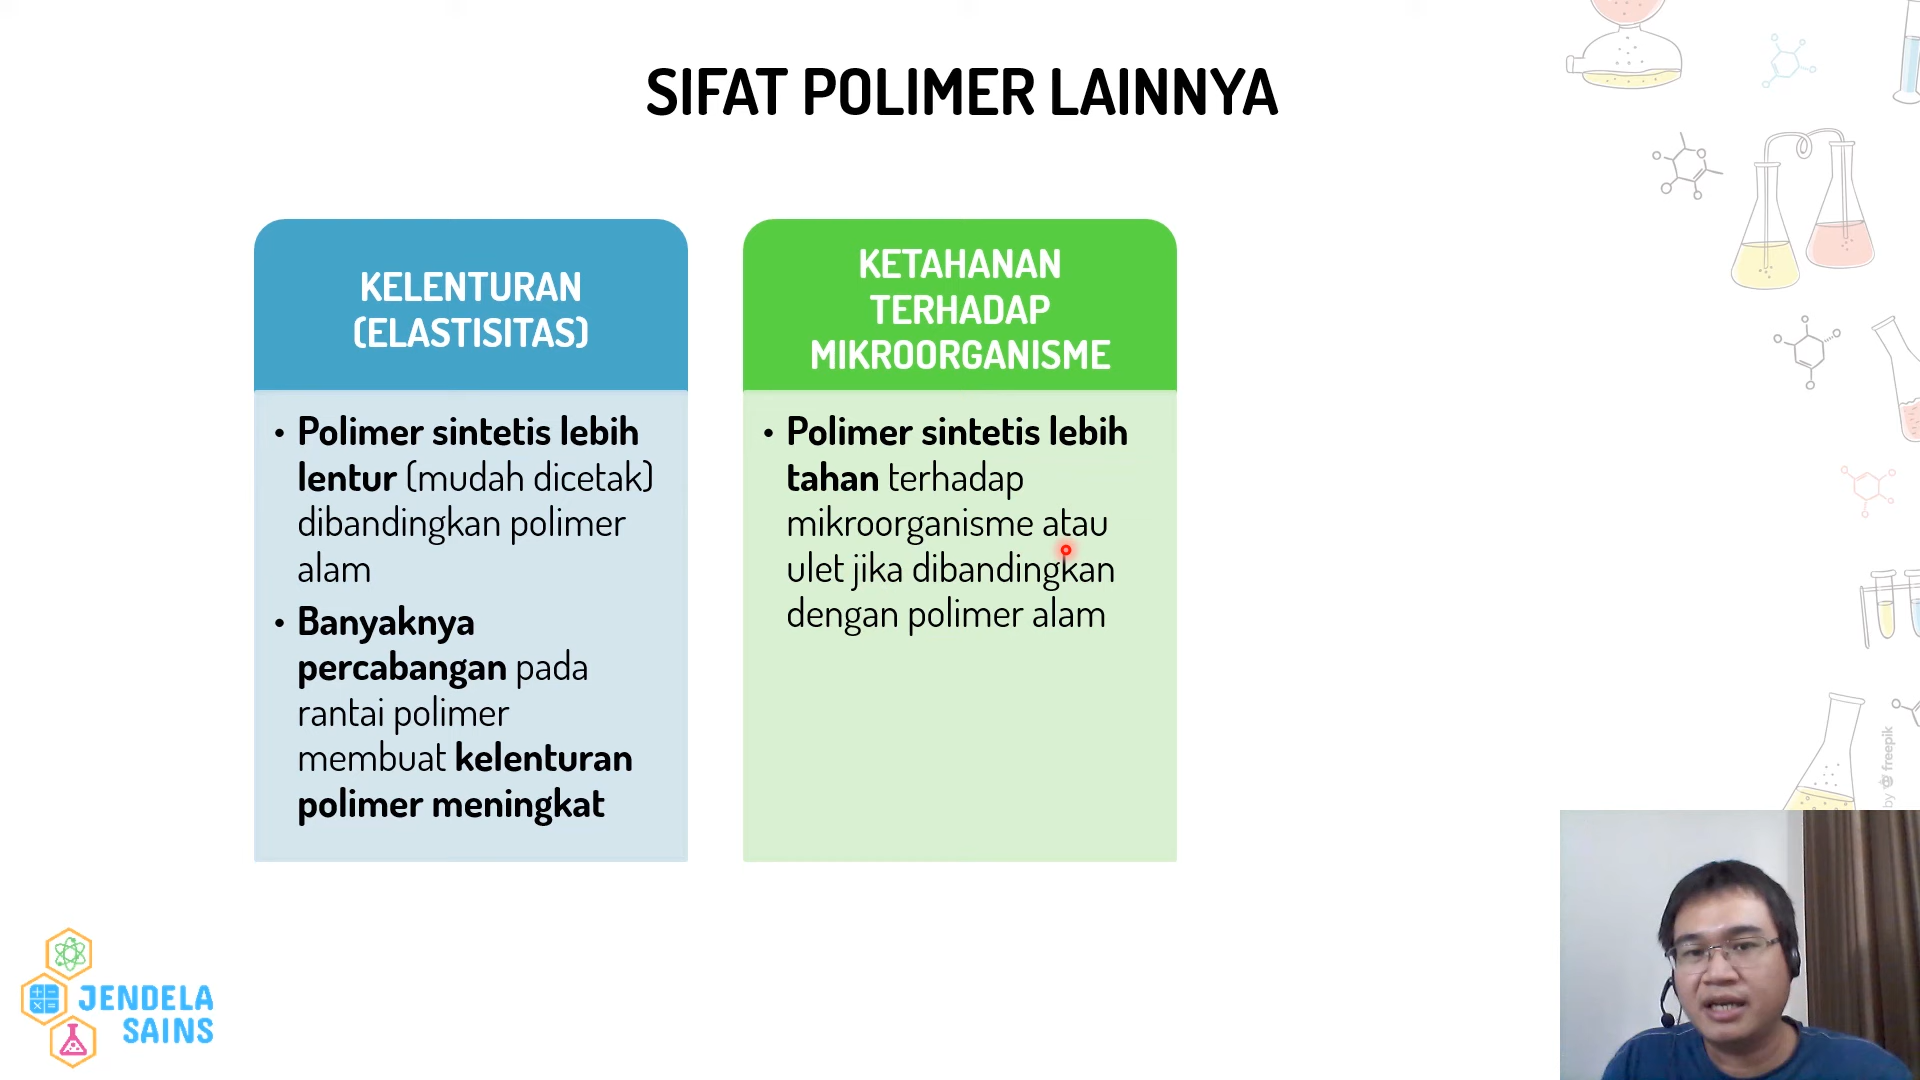 SIFAT POLIMER LAINNYA
KELENTURAN
(ELASTISITAS)
• Polimer sintetis lebih
lentur (mudah dicetak)
dibandingkan polimer
alam
• Banyaknya
percabangan pada
rantai polimer
membuat kelenturan
polimer meningkat
KETAHANAN
TERHADAP
MIKROORGANISME
• Polimer sintetis lebih
tahan terhadap
mikroorganisme atau
ulet jika dibandingkan
dengan polimer alam
by freepik
JENDELA
SAINS